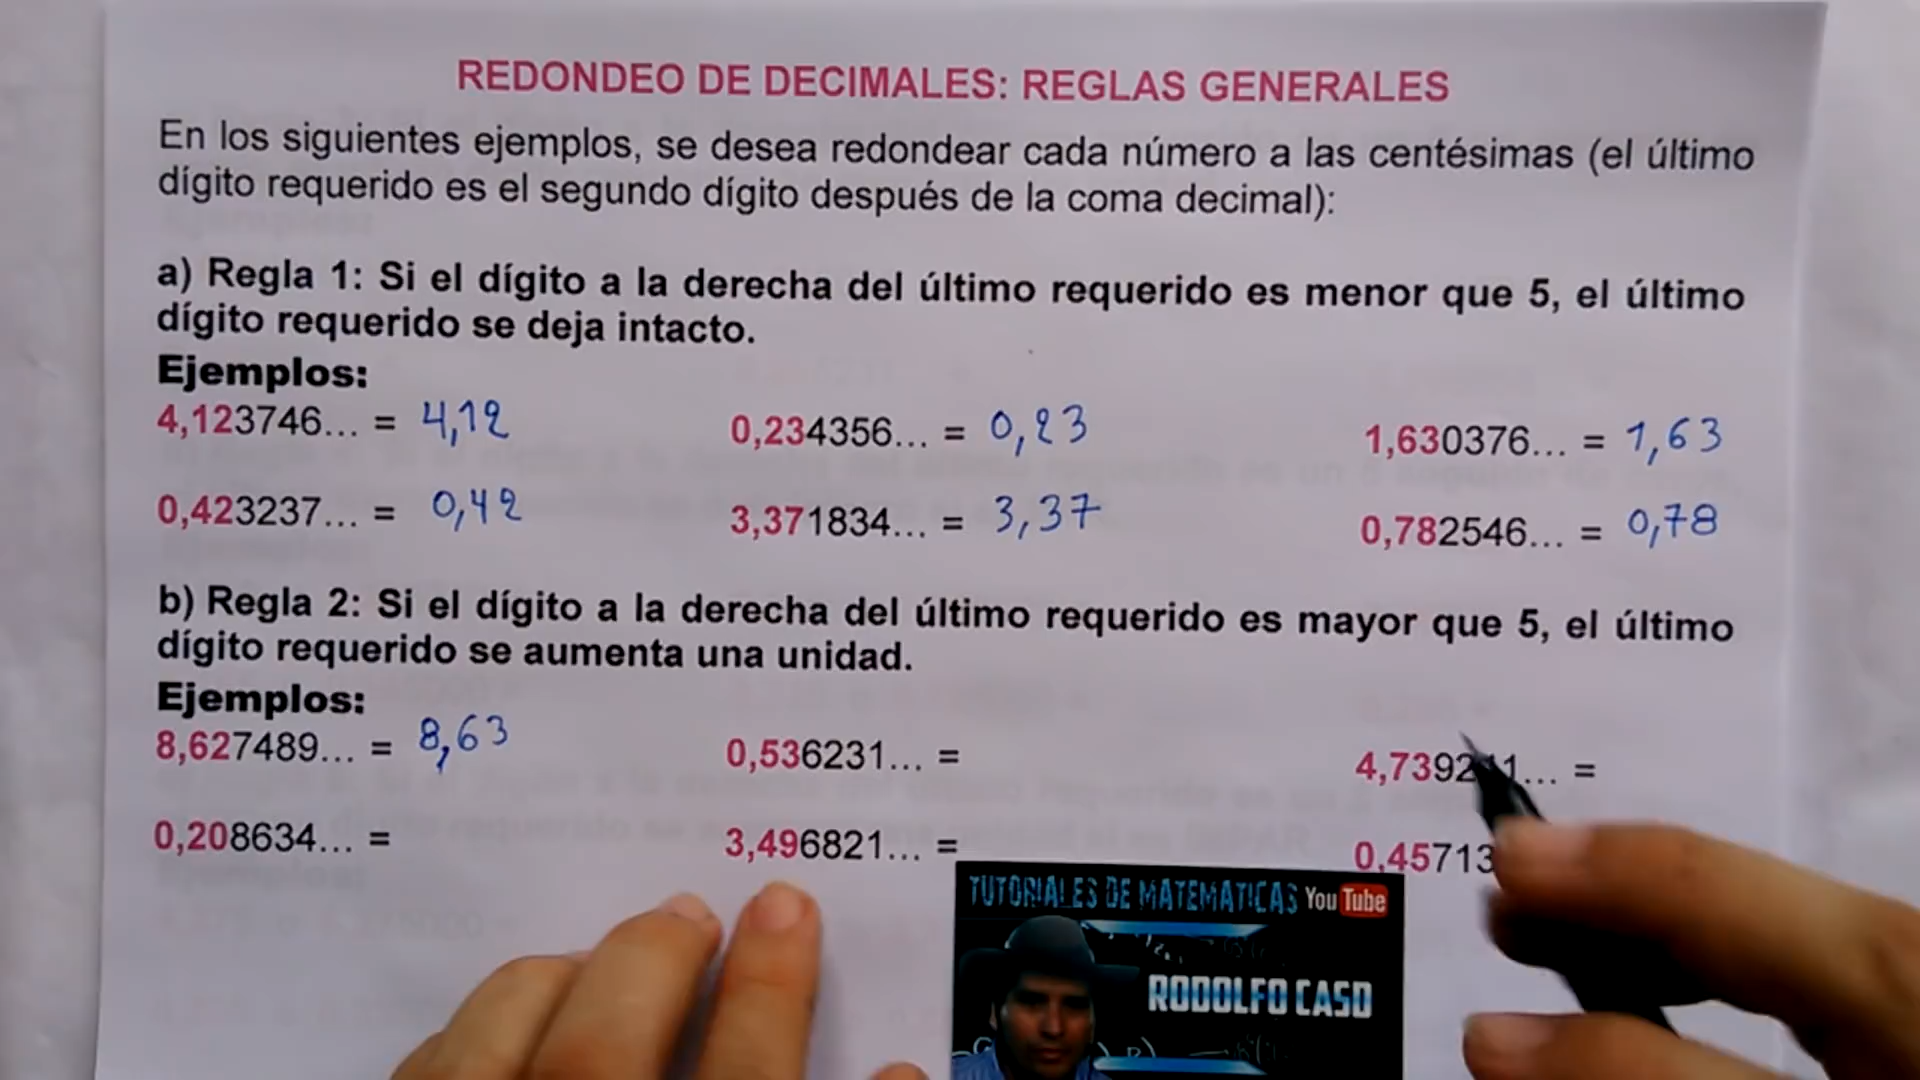 REDONDEO DE DECIMALES: REGLAS GENERALES
En los siguientes ejemplos, se desea redondear cada número a las centésimas (el último
dígito requerido es el segundo dígito después de la coma decimal):
a) Regla 1: Si el dígito a la derecha del último requerido es menor que 5, el último
dígito requerido se deja intacto.
Ejemplos:
4,123746... = 4,12 0,234356... = 0,23 1,630376... = 1,63
0,423237... = 0,42 3,371834... = 3,37 0,782546... = 0,78
b) Regla 2: Si el dígito a la derecha del último requerido es mayor que 5, el último
dígito requerido se aumenta una unidad.
Ejemplos:
8,627489... = 8,63 0,536231... = 4,739211... =
0,208634... = 3,496821... = 0,45713
TUTORIALES DE MATEMATICAS YouTube
RODOLFO CASO